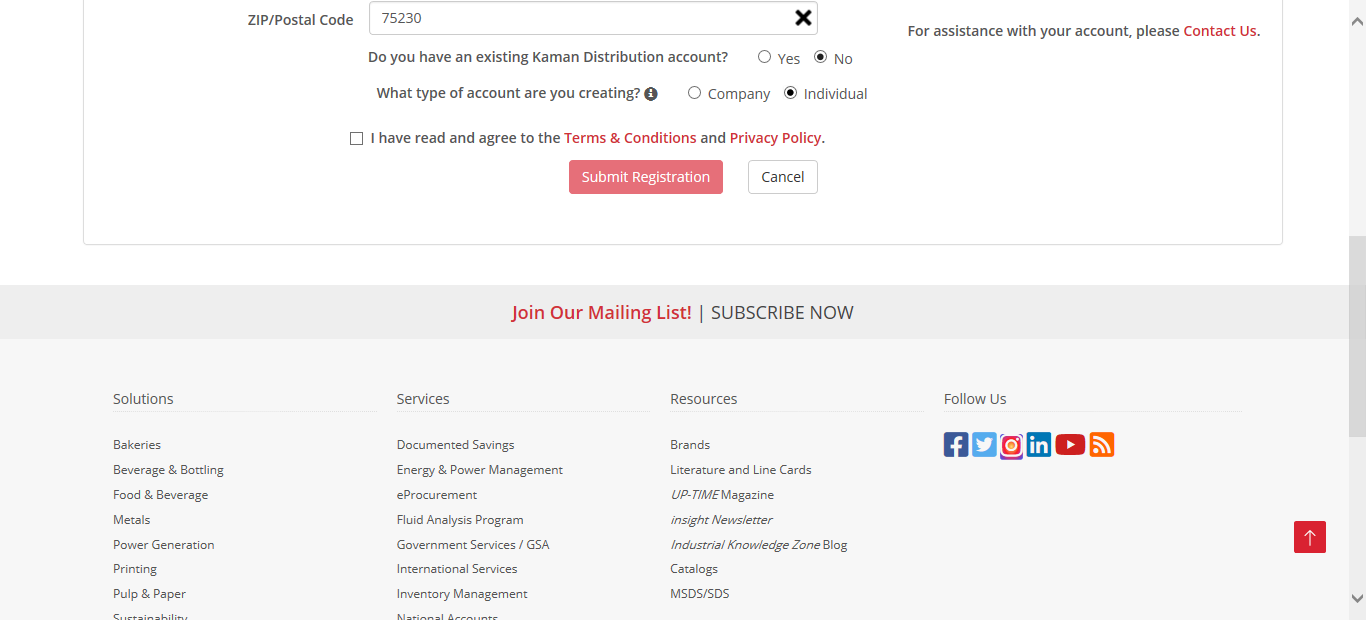 ZIP/Postal Code 75230
For assistance with your account, please Contact Us.
Do you have an existing Kaman Distribution account? Yes No
What type of account are you creating? Company Individual
I have read and agree to the Terms & Conditions and Privacy Policy.
Submit Registration Cancel
Join Our Mailing List! | SUBSCRIBE NOW
Solutions
Bakeries
Beverage & Bottling
Food & Beverage
Metals
Power Generation
Printing
Pulp & Paper
Sustainability
Services
Documented Savings
Energy & Power Management
eProcurement
Fluid Analysis Program
Government Services / GSA
International Services
Inventory Management
National Accounts
Resources
Brands
Literature and Line Cards
UP-TIME Magazine
insight Newsletter
Industrial Knowledge Zone Blog
Catalogs
MSDS/SDS
Follow Us